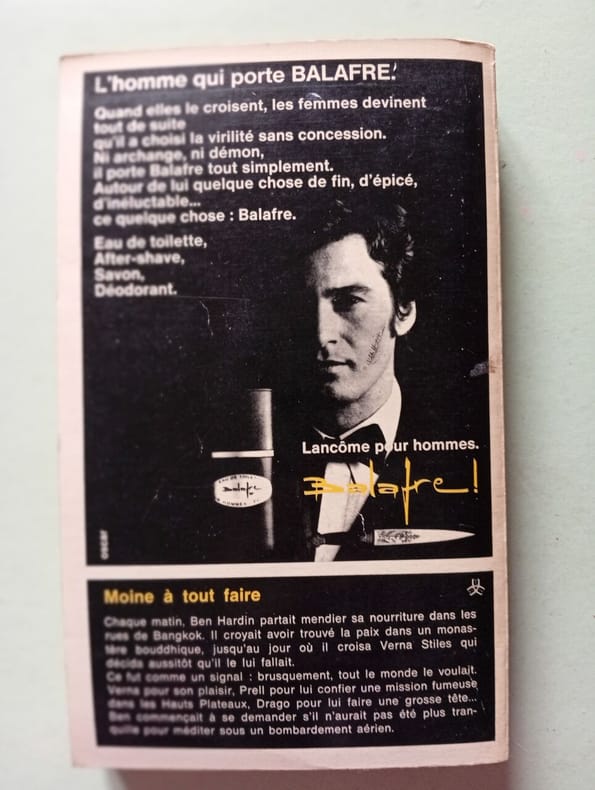 L'homme qui porte BALAFRE.
Quand elles le croisent, les femmes devinent
tout de suite
qu'il a choisi la virilité sans concession.
Ni archange, ni démon,
il porte Balafre tout simplement.
Autour de lui quelque chose de fin, d'épicé,
d'inéluctable...
ce quelque chose : Balafre.
Eau de toilette,
After-shave,
Savon,
Déodorant.
Lancôme pour hommes.
Balafre!
EAU DE TOILETTE
Balafre
oscar
Moine à tout faire
Chaque matin, Ben Hardin partait mendier sa nourriture dans les
rues de Bangkok. Il croyait avoir trouvé la paix dans un monas-
tère bouddhique, jusqu'au jour où il croisa Verna Stiles qui
décida aussitôt qu'il le lui fallait.
Ce fut comme un signal : brusquement, tout le monde le voulait.
Verna pour son plaisir, Prell pour lui confier une mission fumeuse
dans les Hauts Plateaux, Drago pour lui faire une grosse tête...
Ben commençait à se demander s'il n'aurait pas été plus tran-
quille pour méditer sous un bombardement aérien.